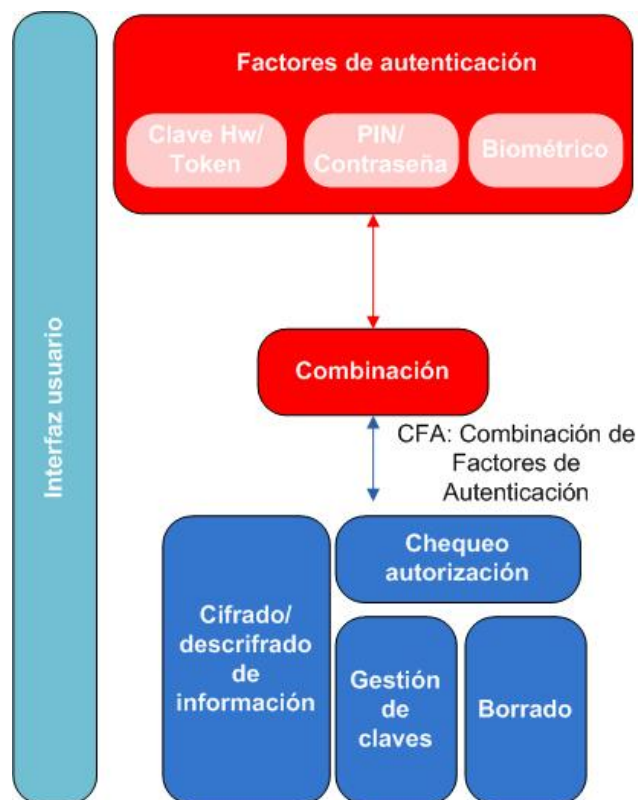 Factores de autenticación
Clave Hw/
Token
PIN/
Contraseña
Biométrico
Interfaz usuario
Combinación
CFA: Combinación de
Factores de
Autenticación
Chequeo
autorización
Cifrado/
descrifrado
de
información
Gestión
de
claves
Borrado